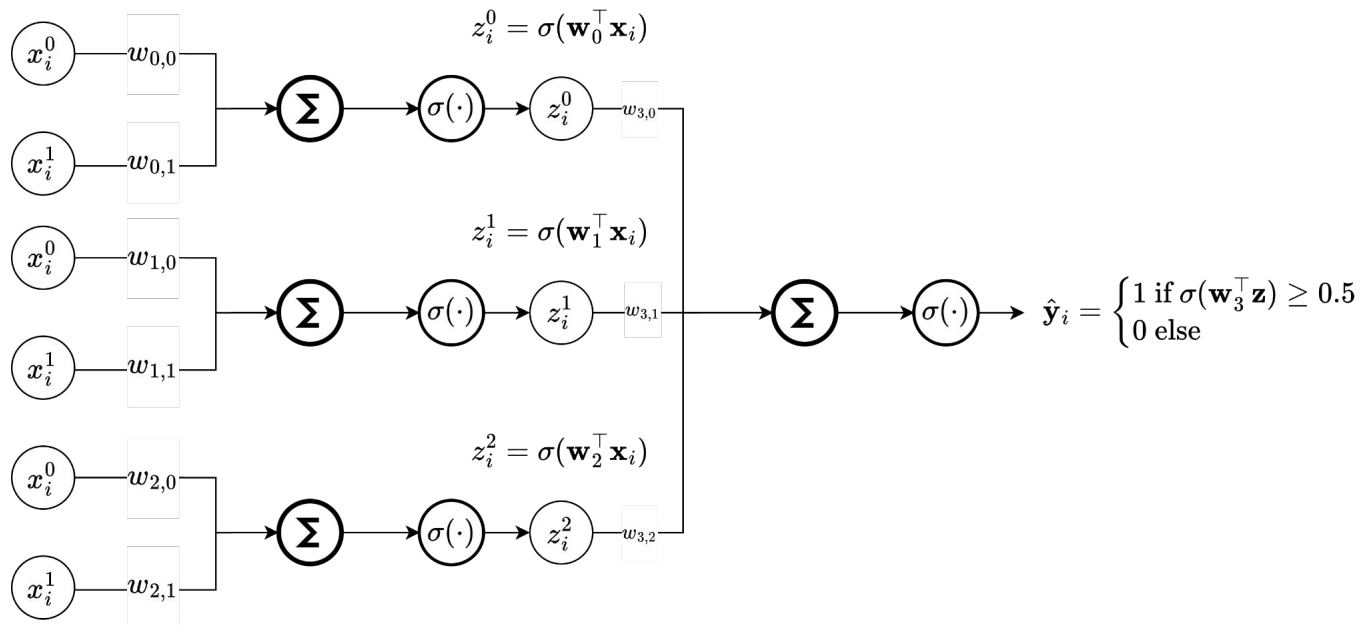 z_i^0 = σ(w_0^⊤ x_i)
x_i^0 w_{0,0}
Σ σ(·) z_i^0 w_{3,0}
x_i^1 w_{0,1}
z_i^1 = σ(w_1^⊤ x_i)
x_i^0 w_{1,0}
Σ σ(·) z_i^1 w_{3,1} Σ σ(·) ŷ_i = { 1 if σ(w_3^⊤ z) ≥ 0.5
0 else
x_i^1 w_{1,1}
z_i^2 = σ(w_2^⊤ x_i)
x_i^0 w_{2,0}
Σ σ(·) z_i^2 w_{3,2}
x_i^1 w_{2,1}